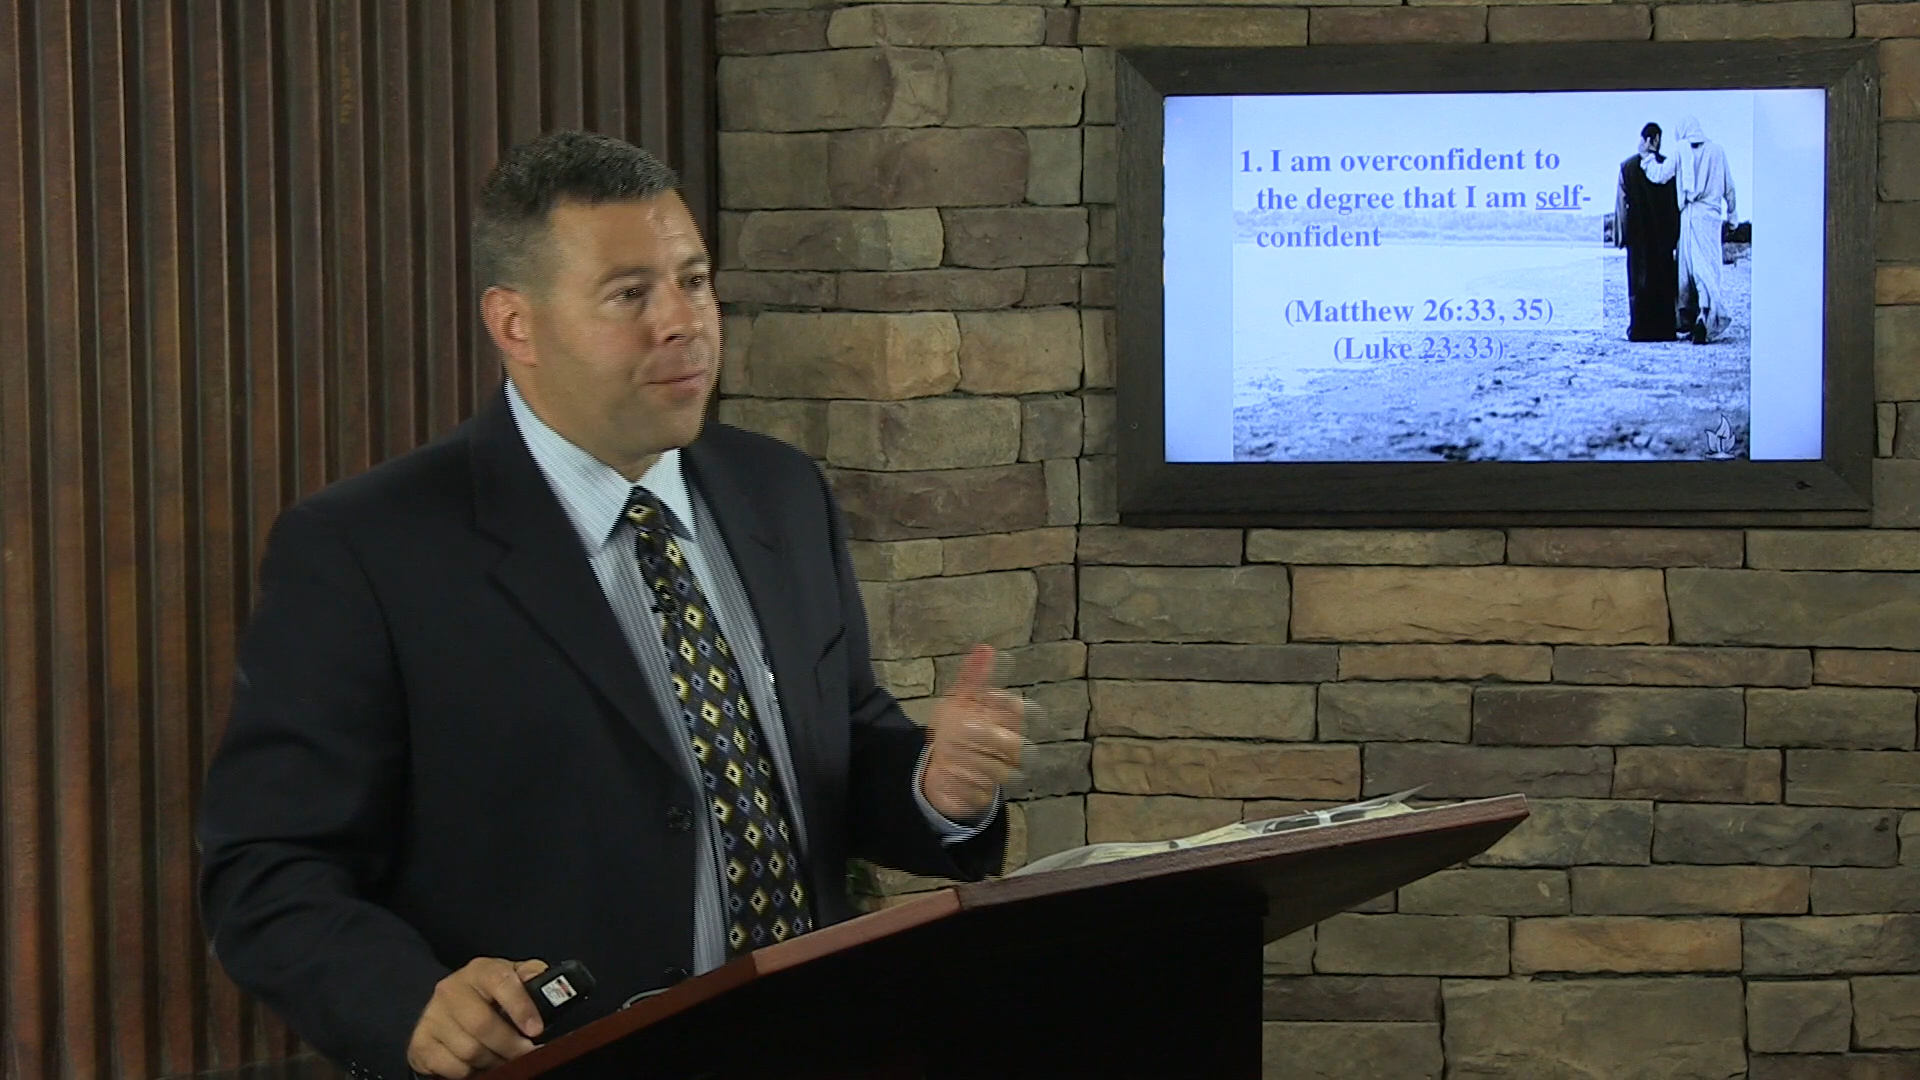 1. I am overconfident to
the degree that I am self-
confident
(Matthew 26:33, 35)
(Luke 23:33)